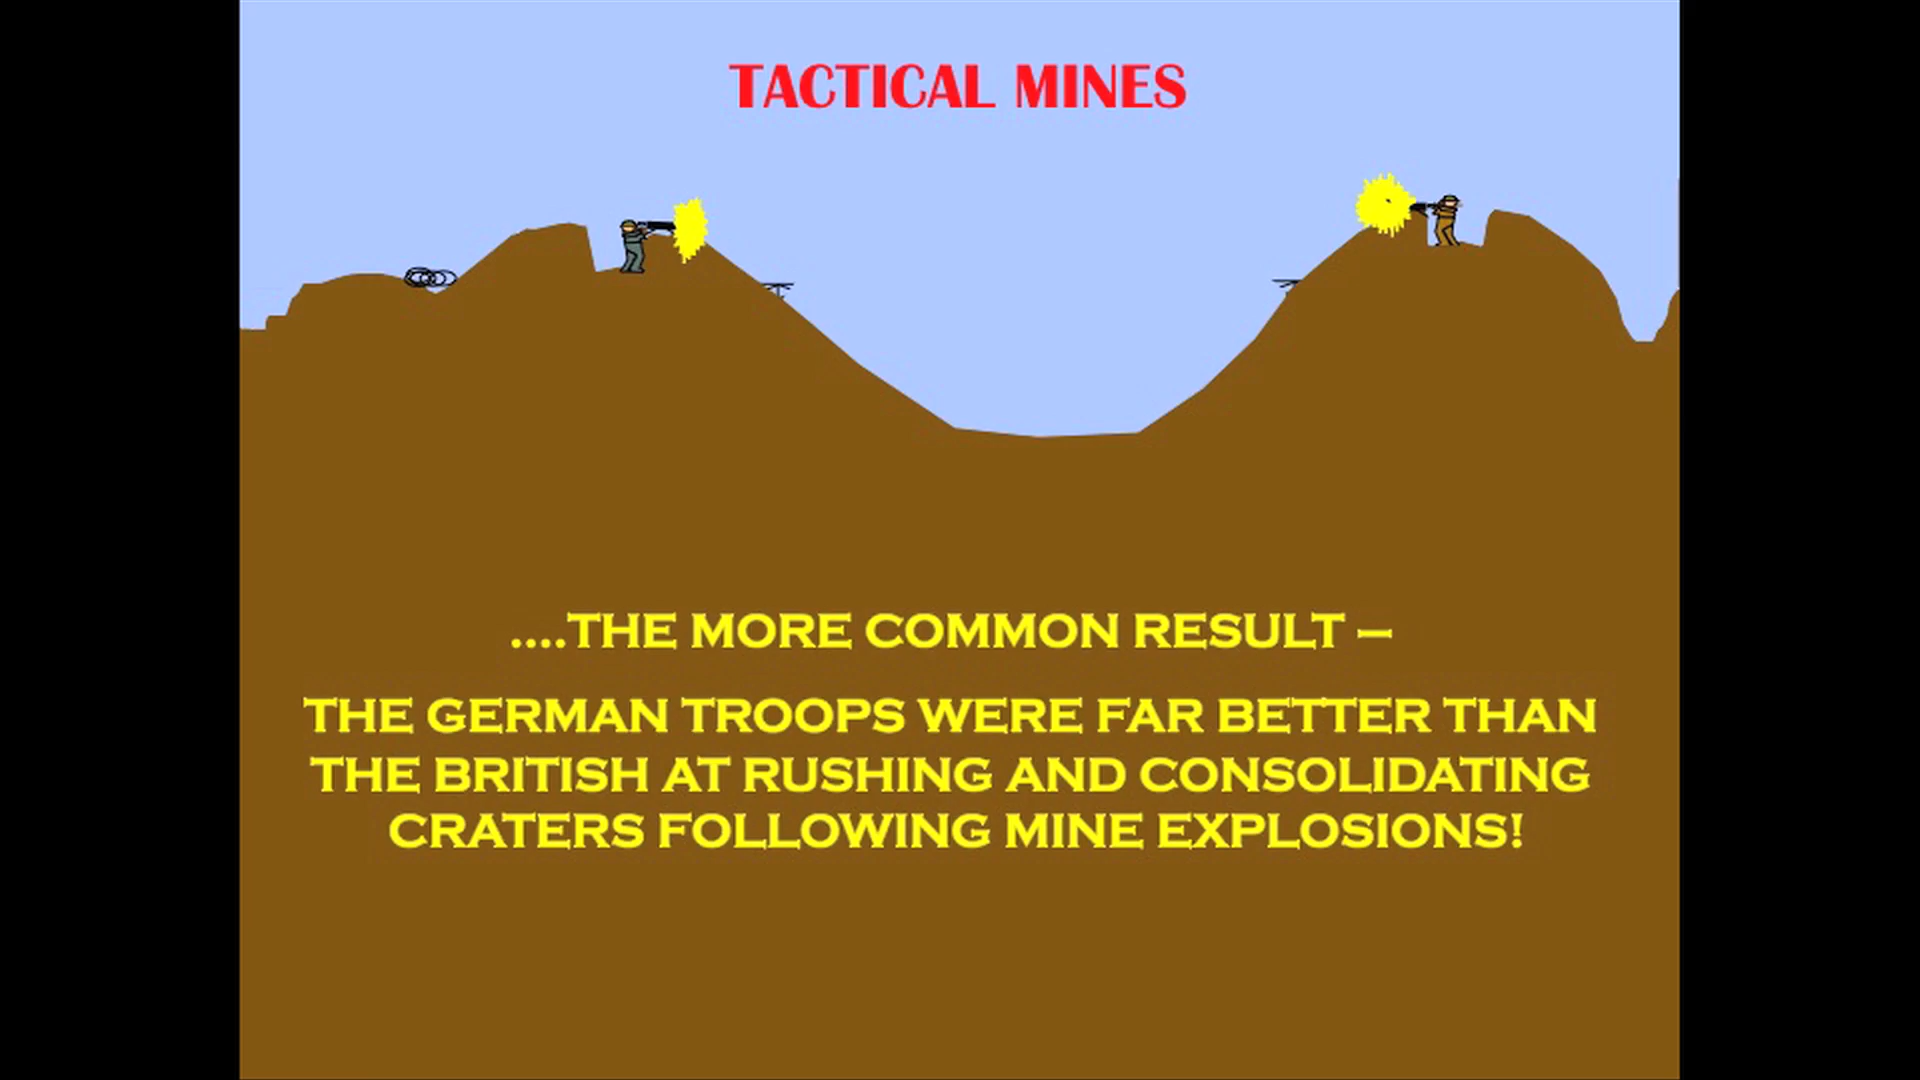 TACTICAL MINES
....THE MORE COMMON RESULT –
THE GERMAN TROOPS WERE FAR BETTER THAN
THE BRITISH AT RUSHING AND CONSOLIDATING
CRATERS FOLLOWING MINE EXPLOSIONS!